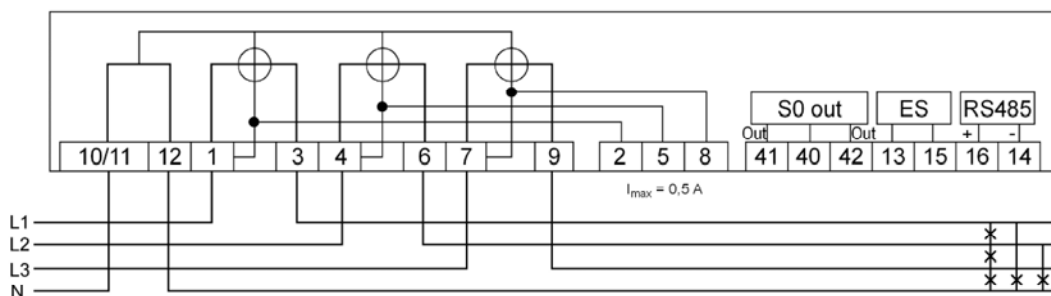 S0 out ES RS485
Out Out + -
10/11 12 1 3 4 6 7 9 2 5 8 41 40 42 13 15 16 14
Imax = 0,5 A
L1
L2
L3
N